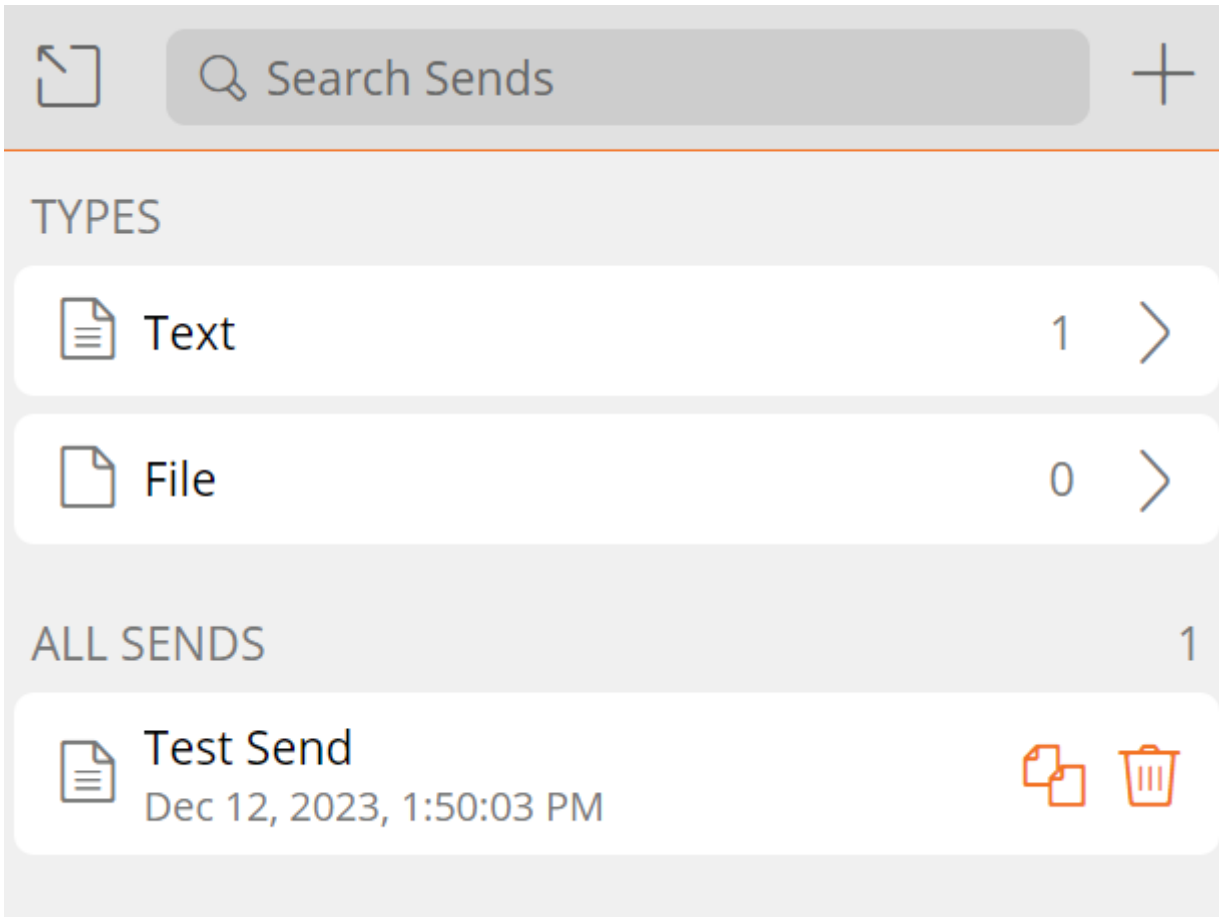 Search Sends
TYPES
Text 1
File 0
ALL SENDS 1
Test Send
Dec 12, 2023, 1:50:03 PM